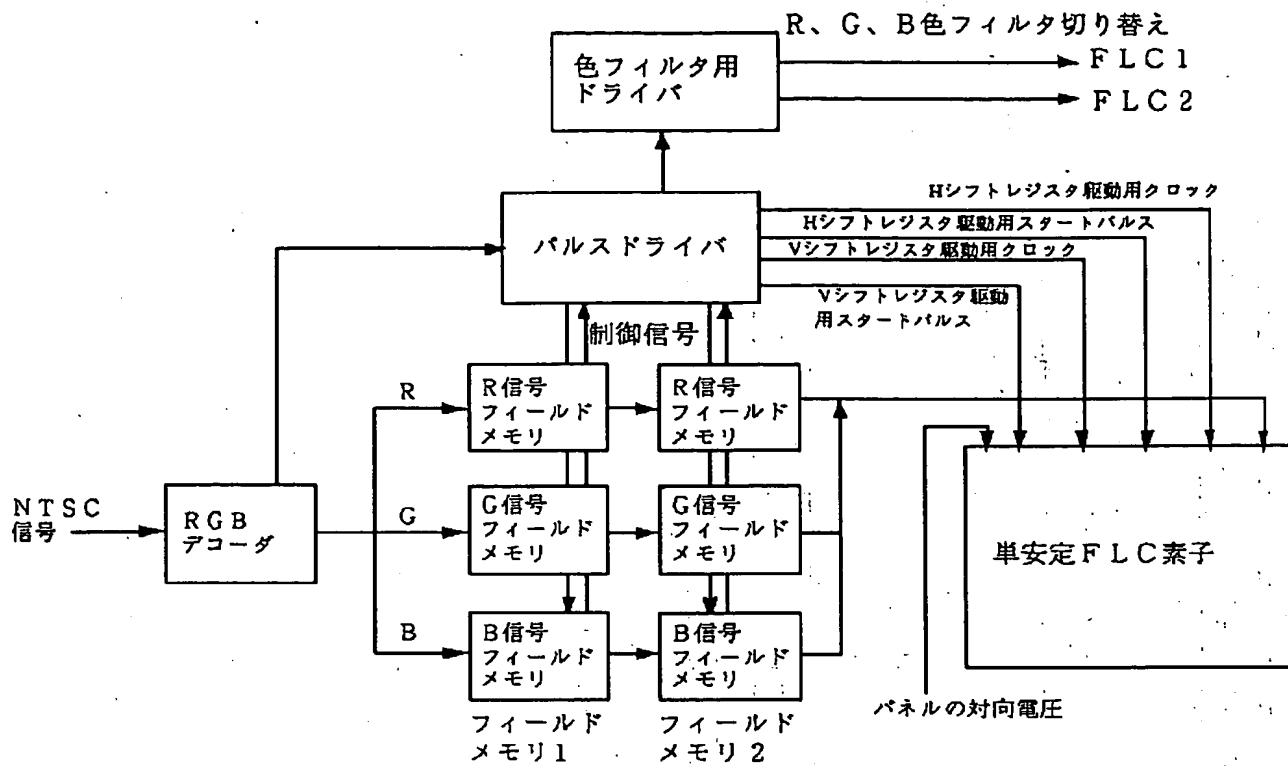 R、G、B色フィルタ切り替え
色フィルタ用
ドライバ
FLC1
FLC2
Hシフトレジスタ駆動用クロック
Hシフトレジスタ駆動用スタートパルス
パルスドライバ
Vシフトレジスタ駆動用クロック
Vシフトレジスタ駆動
用スタートパルス
制御信号
R
R信号
フィールド
メモリ
R信号
フィールド
メモリ
NTSC
信号
RGB
デコーダ
G
G信号
フィールド
メモリ
G信号
フィールド
メモリ
単安定FLC素子
B
B信号
フィールド
メモリ
B信号
フィールド
メモリ
パネルの対向電圧
フィールド
メモリ1
フィールド
メモリ2